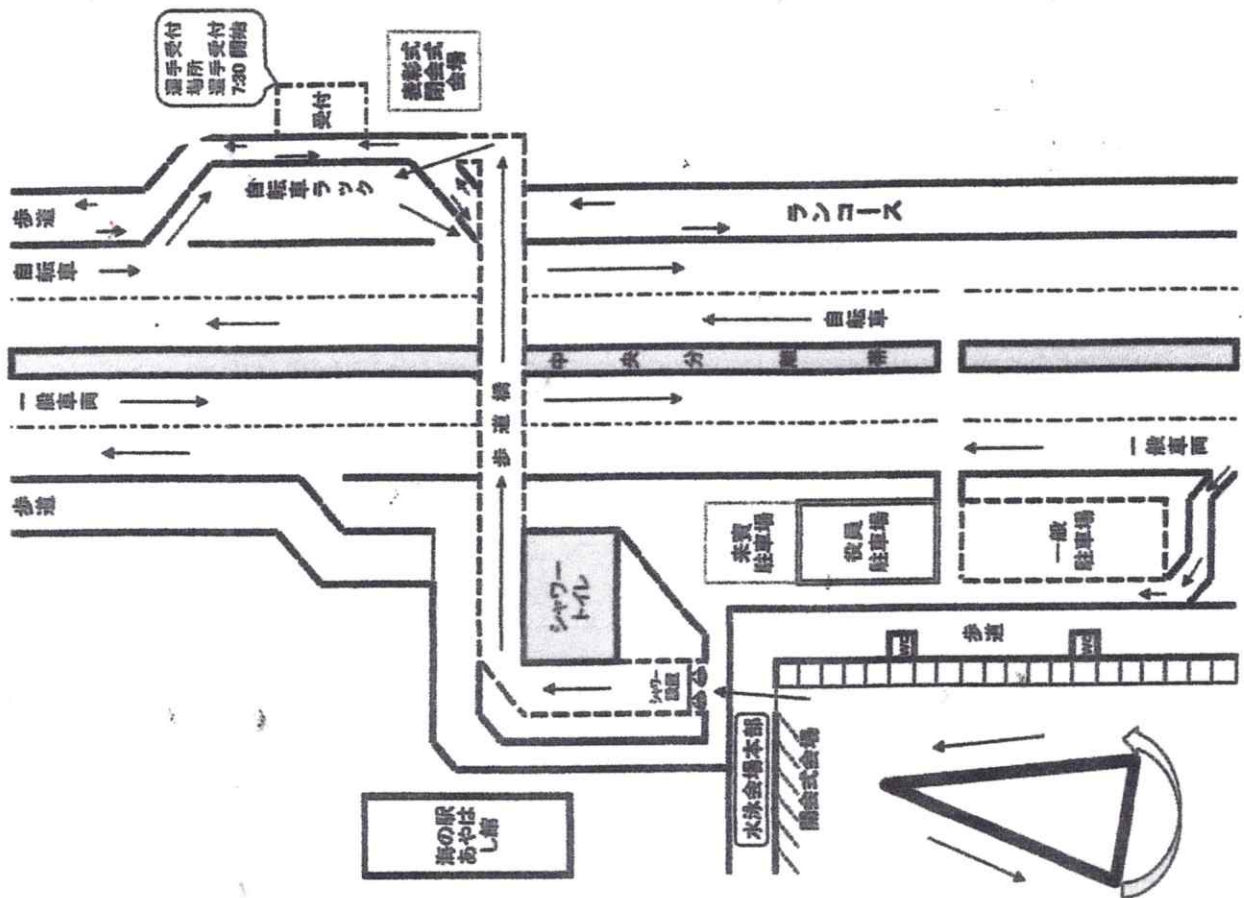 選手受付
場所
選手受付
7:30 開始
受付
表彰式
閉会式
会場
歩道
自転車ラック
ランコース
自転車
自転車
中央分離帯
一般車両
歩道橋
一般車両
歩道
シャワー
トイレ
来賓
駐車場
役員
駐車場
一般
駐車場
シャワー
設置
歩道
WC
WC
水泳会場本部
開会式会場
海の駅
あやは
し館